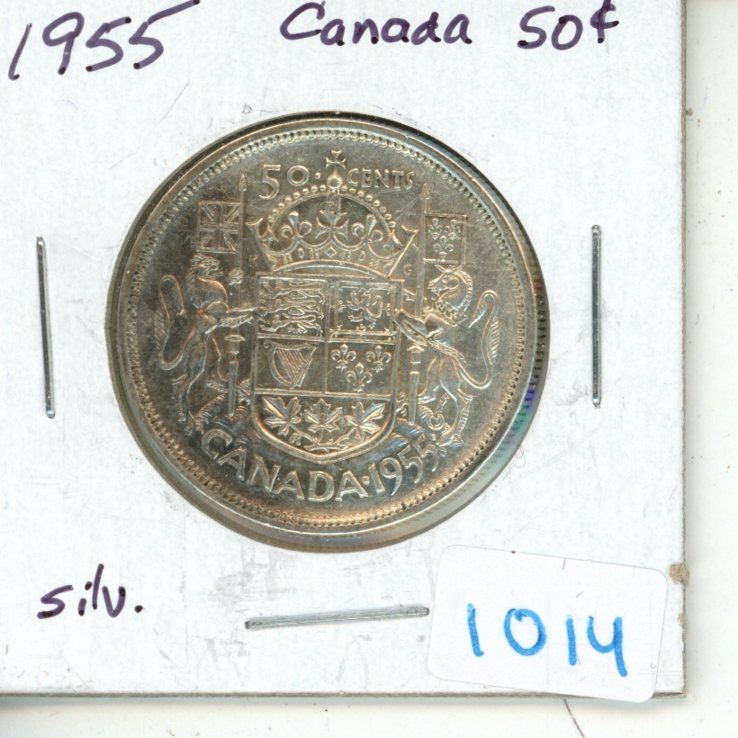 1955 Canada 50¢
50 · CENTS
CANADA · 1955
silv.
1014